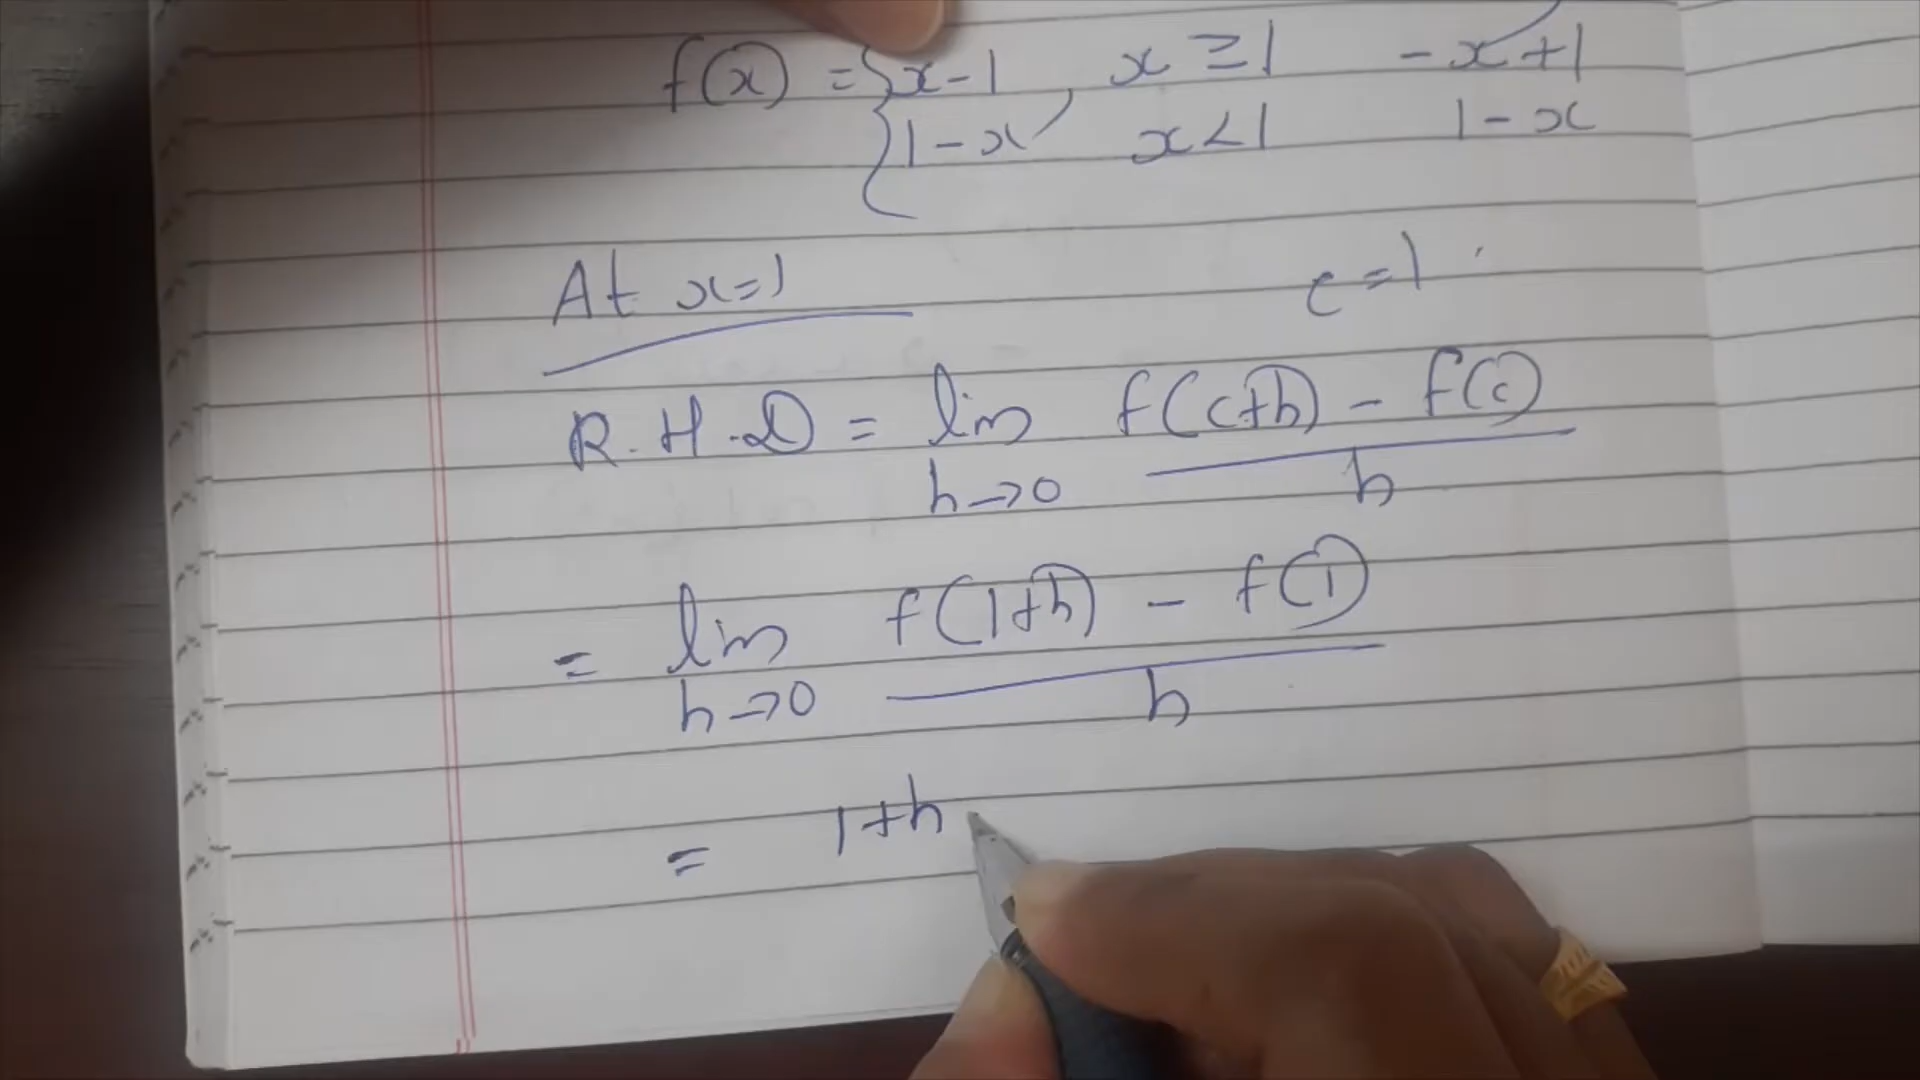 f(x) = { x-1, x ≥ 1 -x+1
1-x x < 1 1-x
At x=1 c=1
R.H.D = lim f(c+h) - f(c)
h→0 h
= lim f(1+h) - f(1)
h→0 h
= 1+h